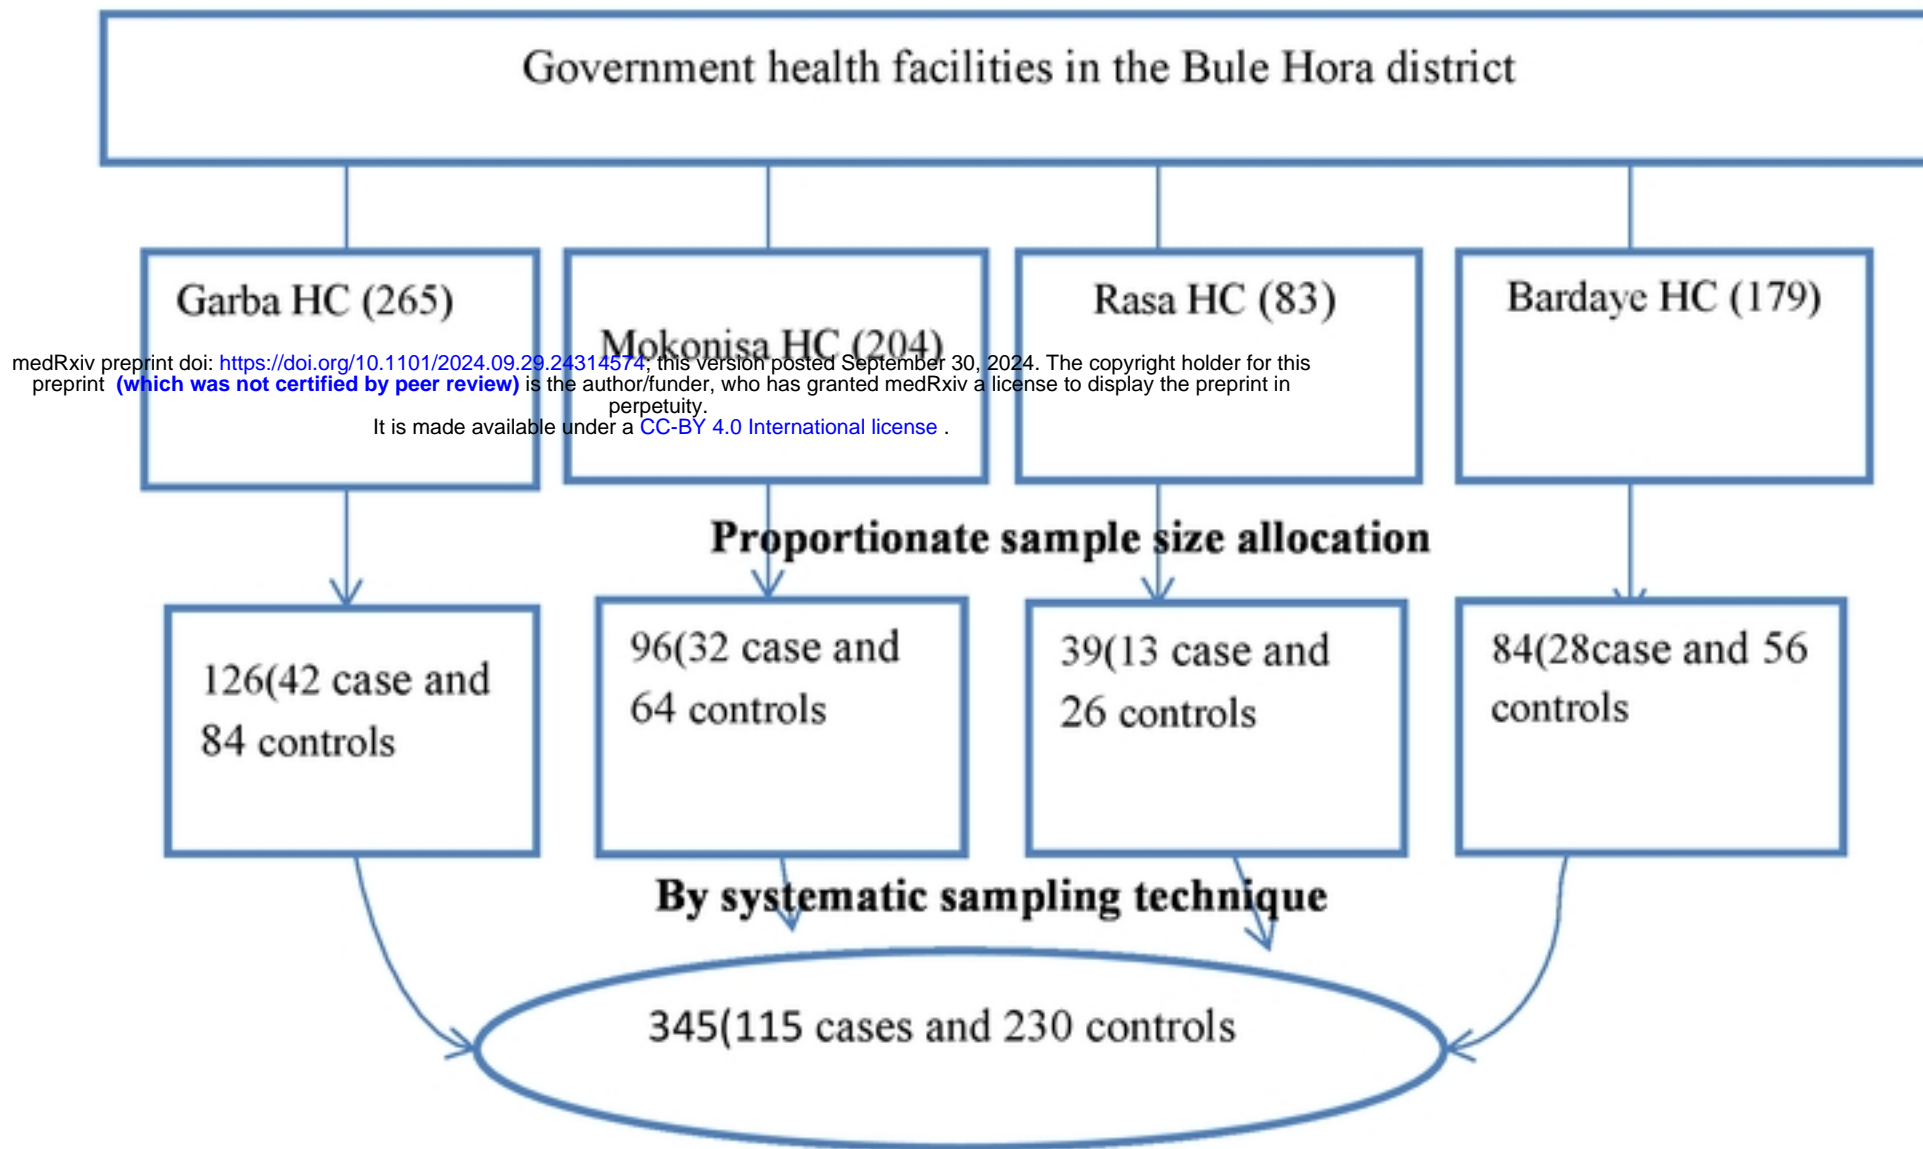 Government health facilities in the Bule Hora district
Garba HC (265)
Mokonisa HC (204)
Rasa HC (83)
Bardaye HC (179)
medRxiv preprint doi: https://doi.org/10.1101/2024.09.29.24314574; this version posted September 30, 2024. The copyright holder for this
preprint (which was not certified by peer review) is the author/funder, who has granted medRxiv a license to display the preprint in
perpetuity.
It is made available under a CC-BY 4.0 International license .
Proportionate sample size allocation
126(42 case and
84 controls
96(32 case and
64 controls
39(13 case and
26 controls
84(28case and 56
controls
By systematic sampling technique
345(115 cases and 230 controls